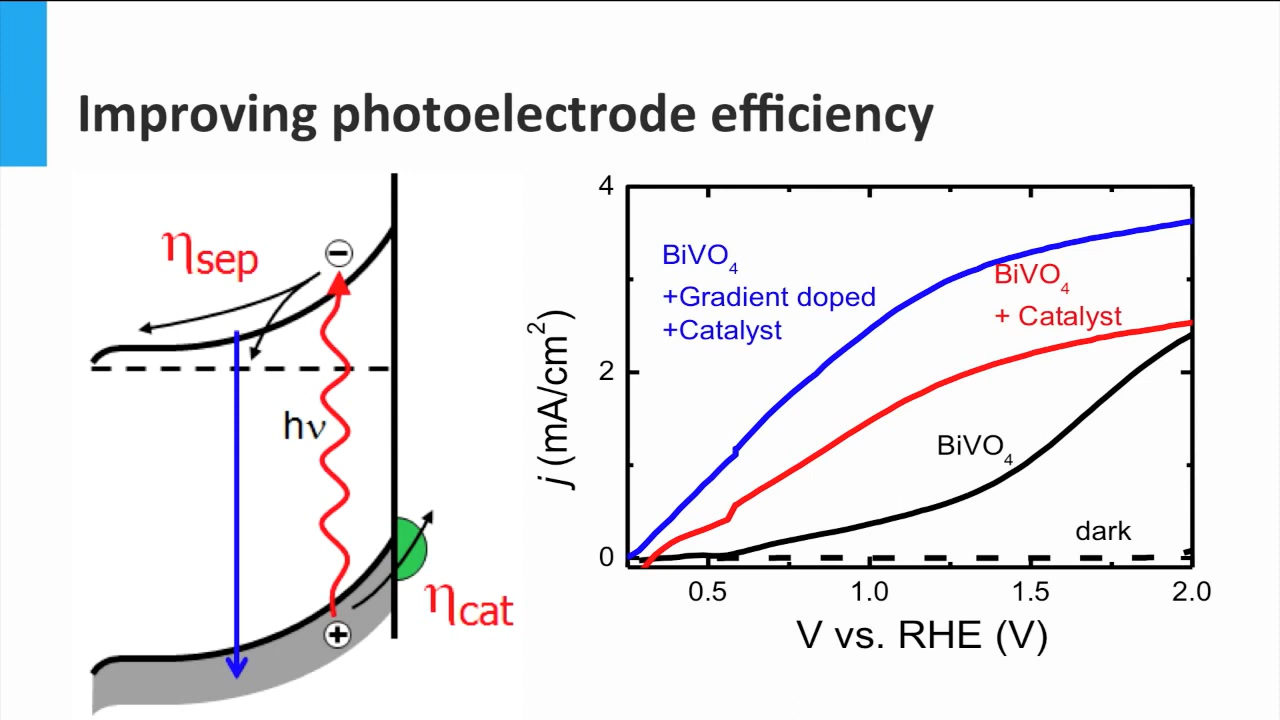 Improving photoelectrode efficiency
ηsep
−
hν
+
ηcat
j (mA/cm²)
4
2
0
BiVO₄
+Gradient doped
+Catalyst
BiVO₄
+ Catalyst
BiVO₄
dark
0.5 1.0 1.5 2.0
V vs. RHE (V)